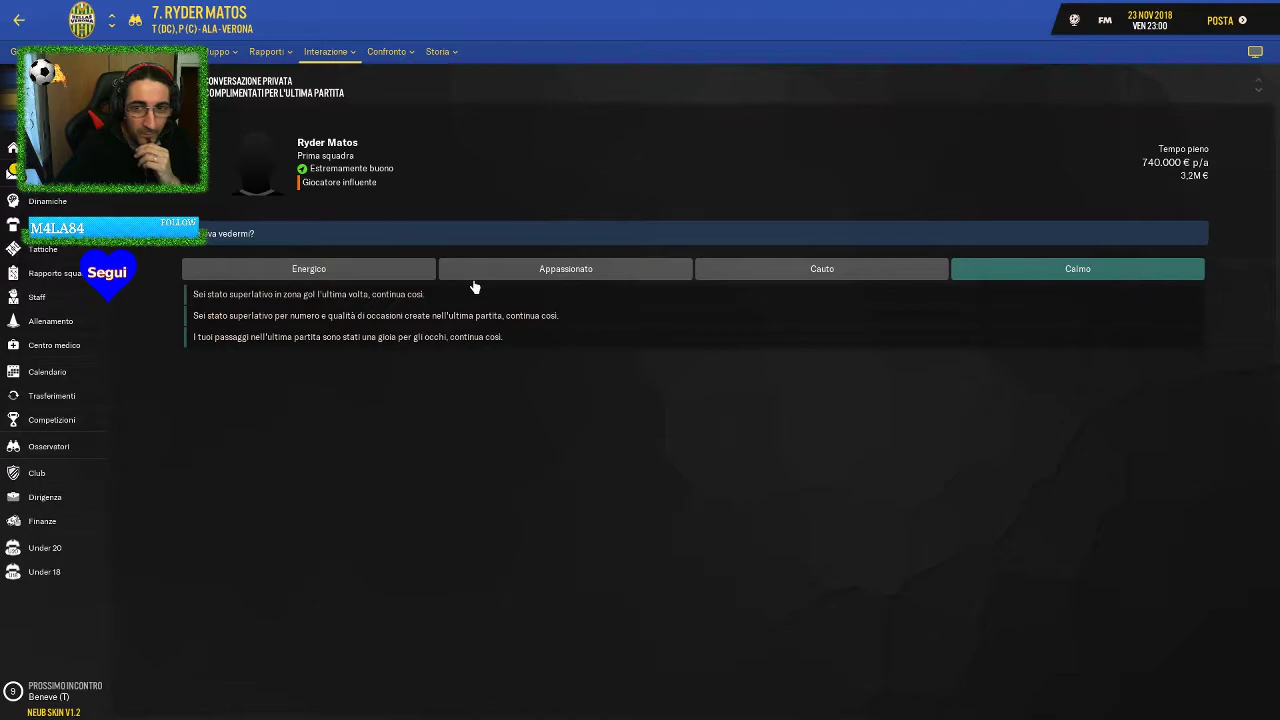 7. RYDER MATOS
T (DC), P (C) - ALA - VERONA
FM
23 NOV 2018
VEN 23:00
POSTA
uppo
Rapporti
Interazione
Confronto
Storia
CONVERSAZIONE PRIVATA
COMPLIMENTATI PER L'ULTIMA PARTITA
Ryder Matos
Prima squadra
Estremamente buono
Giocatore influente
Tempo pieno
740.000 € p/a
3,2M €
va vedermi?
Energico
Appassionato
Cauto
Calmo
Sei stato superlativo in zona gol l'ultima volta, continua così.
Sei stato superlativo per numero e qualità di occasioni create nell'ultima partita, continua così.
I tuoi passaggi nell'ultima partita sono stati una gioia per gli occhi, continua così.
Dinamiche
M4LA84
FOLLOW
Tattiche
Rapporto squa
Segui
Staff
Allenamento
Centro medico
Calendario
Trasferimenti
Competizioni
Osservatori
Club
Dirigenza
Finanze
Under 20
Under 18
9
PROSSIMO INCONTRO
Beneve (T)
NEUB SKIN V1.2